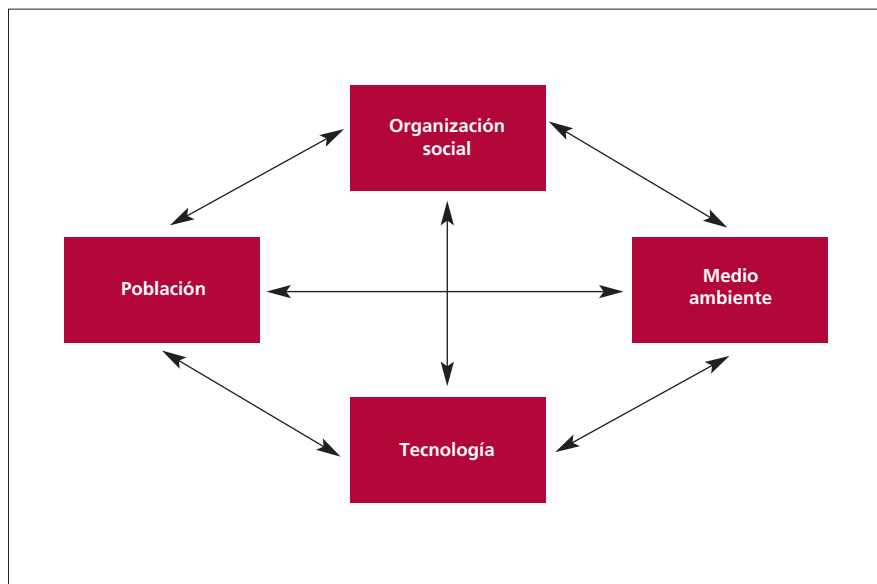 Organización
social
Población
Medio
ambiente
Tecnología